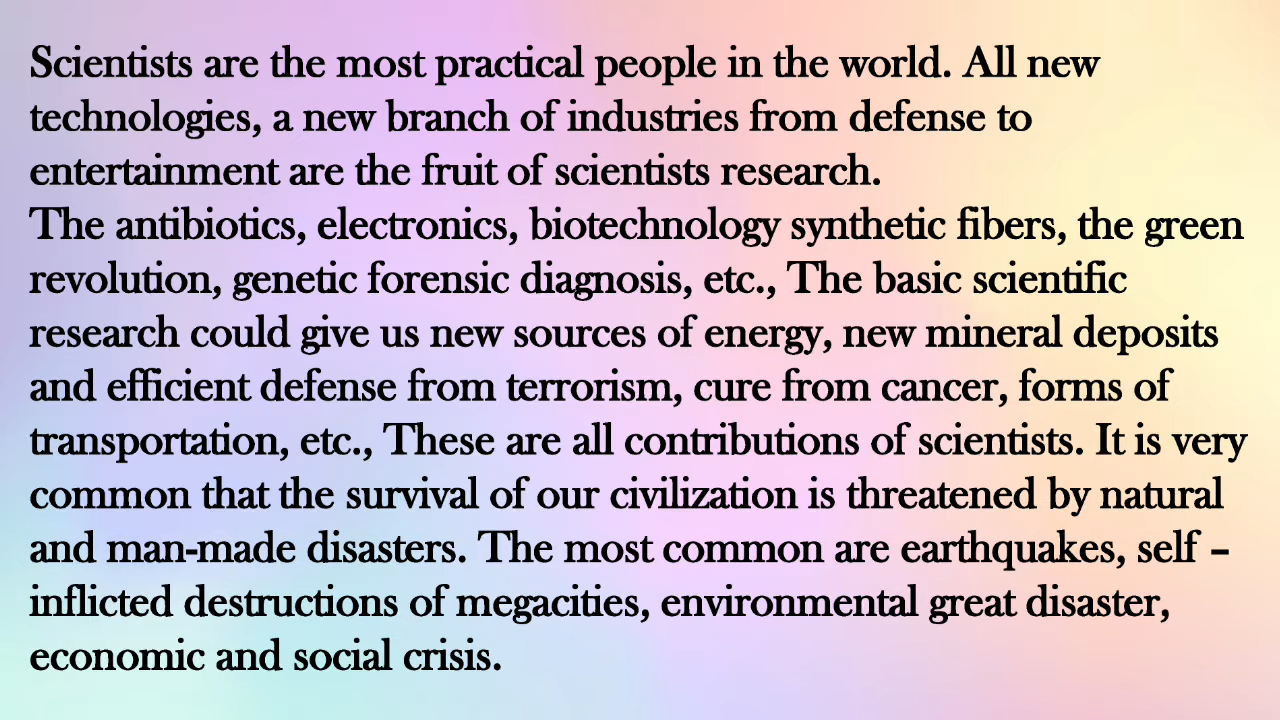 Scientists are the most practical people in the world. All new
technologies, a new branch of industries from defense to
entertainment are the fruit of scientists research.
The antibiotics, electronics, biotechnology synthetic fibers, the green
revolution, genetic forensic diagnosis, etc., The basic scientific
research could give us new sources of energy, new mineral deposits
and efficient defense from terrorism, cure from cancer, forms of
transportation, etc., These are all contributions of scientists. It is very
common that the survival of our civilization is threatened by natural
and man-made disasters. The most common are earthquakes, self –
inflicted destructions of megacities, environmental great disaster,
economic and social crisis.